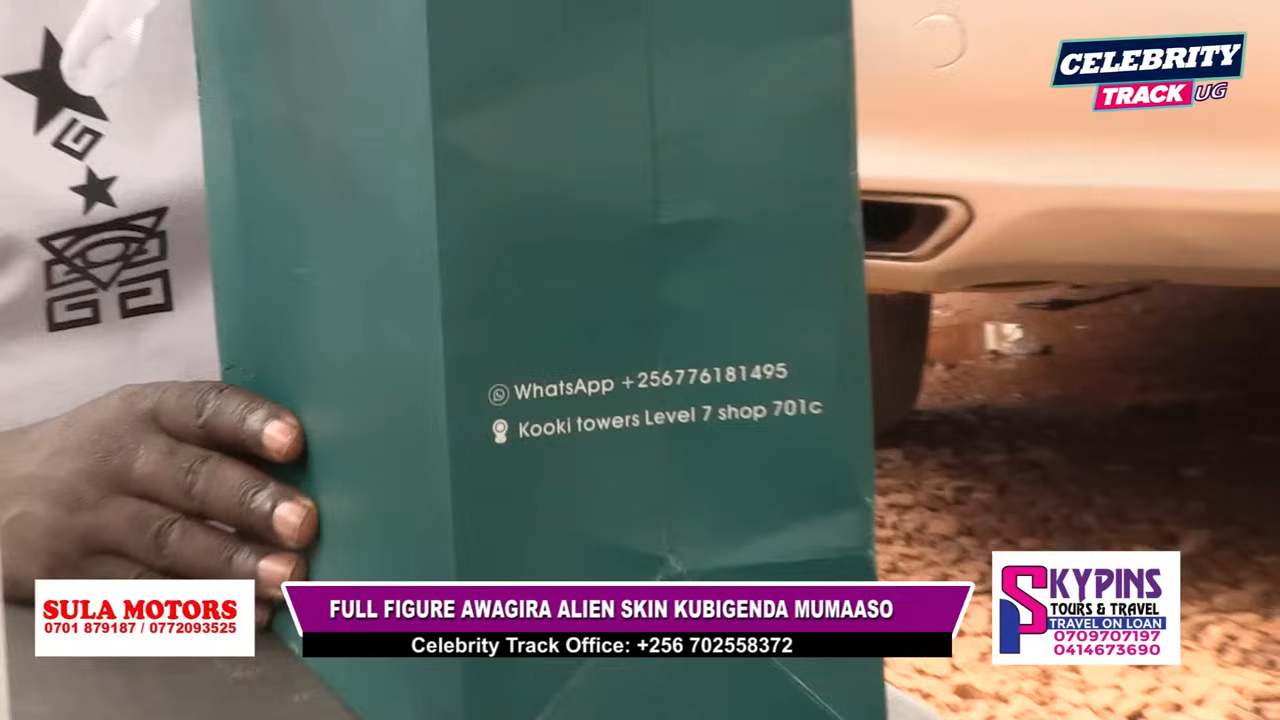 CELEBRITY
TRACK UG
WhatsApp +256776181495
Kooki towers Level 7 shop 701c
SULA MOTORS
0701 879187 / 0772093525
FULL FIGURE AWAGIRA ALIEN SKIN KUBIGENDA MUMAASO
Celebrity Track Office: +256 702558372
SKYPINS
TOURS & TRAVEL
TRAVEL ON LOAN
0709707197
0414673690